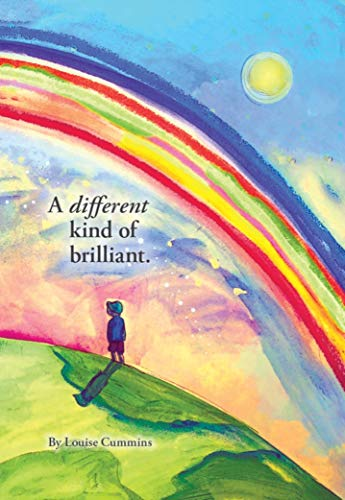 A different
kind of
brilliant.
By Louise Cummins